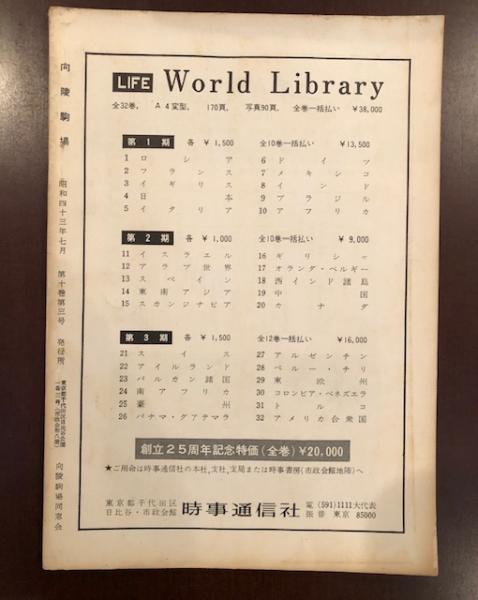 LIFE World Library
全32巻. A4変型. 170頁. 写真90頁. 全巻一括払い ¥38,000
第1期 各 ¥1,500 全10巻一括払い ¥13,500
1 ロシア 6 ドイツ
2 フランス 7 メキシコ
3 イギリス 8 インド
4 日本 9 ブラジル
5 イタリア 10 アフリカ
第2期 各 ¥1,000 全10巻一括払い ¥9,000
11 イスラエル 16 ギリシャ
12 アラブ世界 17 オランダ・ベルギー
13 スペイン 18 西インド諸島
14 東南アジア 19 中国
15 スカンジナビア 20 カナダ
第3期 各 ¥1,500 全12巻一括払い ¥16,000
21 スイス 27 アルゼンチン
22 アイルランド 28 ペルー・チリ
23 バルカン諸国 29 東欧州
24 南アフリカ 30 コロンビア・ベネズエラ
25 豪州 31 トルコ
26 パナマ・グアテマラ 32 アメリカ合衆国
創立25周年記念特価(全巻)¥20,000
★ご用命は時事通信社の本社,支社,支局または時事書房(市政会館地階)へ
東京都千代田区
日比谷・市政会館
時事通信社
電(591)1111大代表
振替 東京 85000
向陵駒場 昭和四十三年七月 第十巻第三号 発行所
東京都千代田区日比谷公園
向陵駒場同窓会